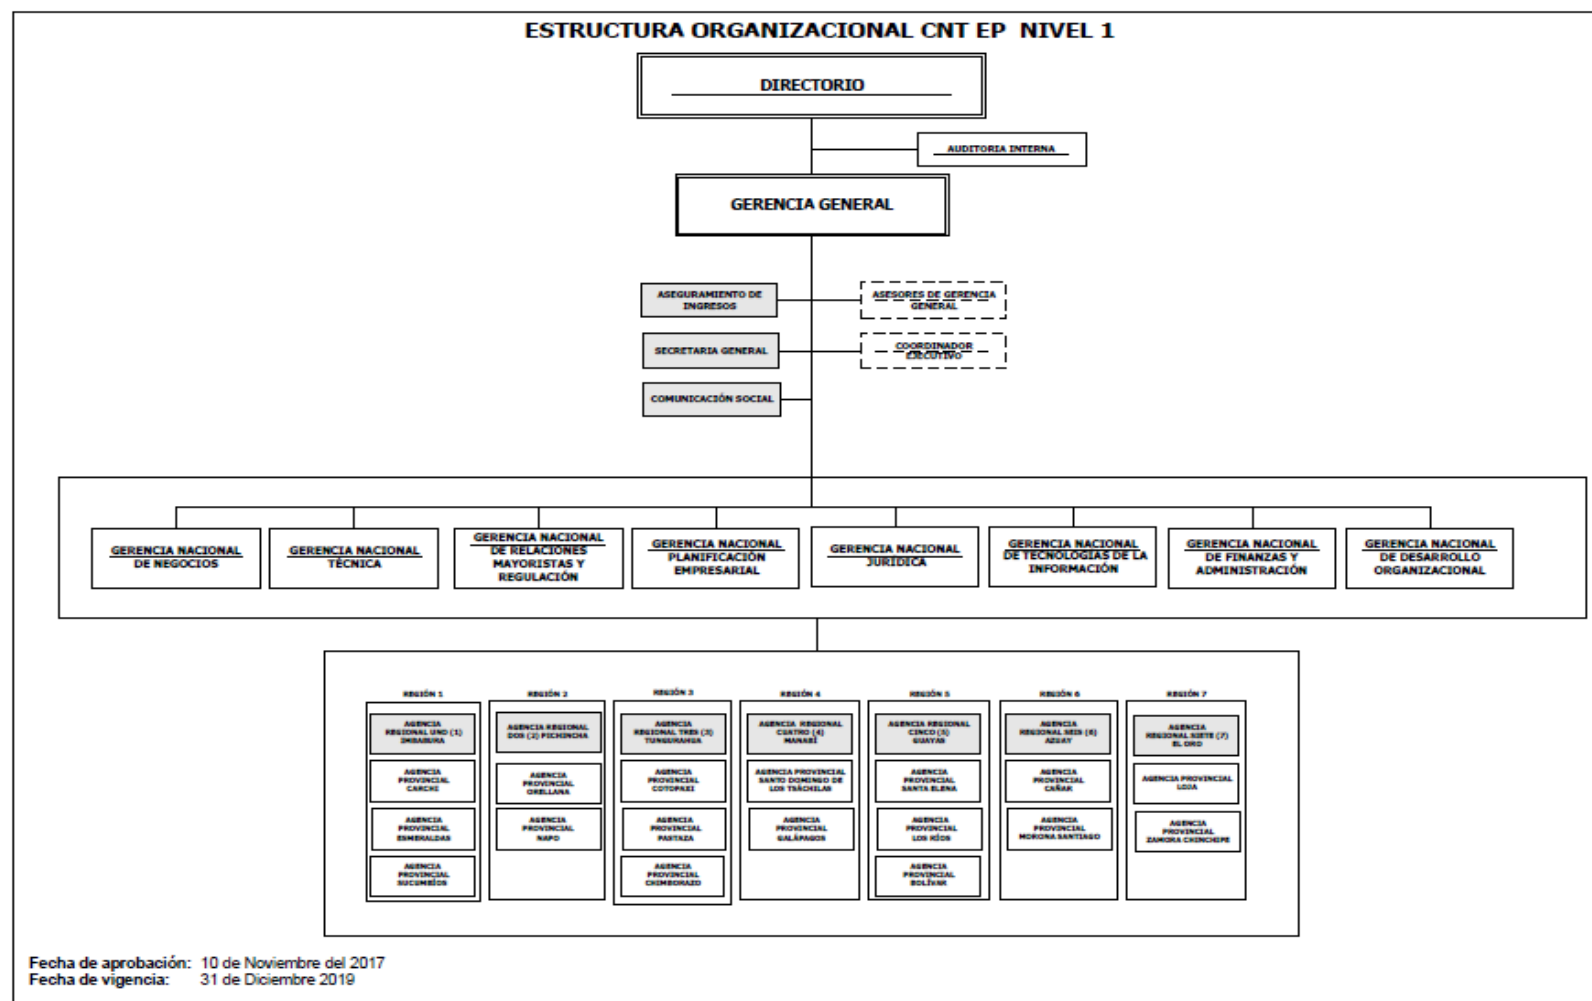 ESTRUCTURA ORGANIZACIONAL CNT EP NIVEL 1
DIRECTORIO
AUDITORIA INTERNA
GERENCIA GENERAL
ASEGURAMIENTO DE
INGRESOS
ASESORES DE GERENCIA
GENERAL
SECRETARIA GENERAL
COORDINADOR
EJECUTIVO
COMUNICACIÓN SOCIAL
GERENCIA NACIONAL
DE NEGOCIOS
GERENCIA NACIONAL
TÉCNICA
GERENCIA NACIONAL
DE RELACIONES
MAYORISTAS Y
REGULACIÓN
GERENCIA NACIONAL
PLANIFICACIÓN
EMPRESARIAL
GERENCIA NACIONAL
JURÍDICA
GERENCIA NACIONAL
DE TECNOLOGIAS DE LA
INFORMACIÓN
GERENCIA NACIONAL
DE FINANZAS Y
ADMINISTRACIÓN
GERENCIA NACIONAL
DE DESARROLLO
ORGANIZACIONAL
REGIÓN 1
AGENCIA
REGIONAL UNO (1)
IMBABURA
AGENCIA
PROVINCIAL
CARCHI
AGENCIA
PROVINCIAL
ESMERALDAS
AGENCIA
PROVINCIAL
SUCUMBÍOS
REGIÓN 2
AGENCIA REGIONAL
DOS (2) PICHINCHA
AGENCIA
PROVINCIAL
ORELLANA
AGENCIA
PROVINCIAL
NAPO
REGIÓN 3
AGENCIA
REGIONAL TRES (3)
TUNGURAHUA
AGENCIA
PROVINCIAL
COTOPAXI
AGENCIA
PROVINCIAL
PASTAZA
AGENCIA
PROVINCIAL
CHIMBORAZO
REGIÓN 4
AGENCIA REGIONAL
CUATRO (4)
MANABÍ
AGENCIA PROVINCIAL
SANTO DOMINGO DE
LOS TSÁCHILAS
AGENCIA
PROVINCIAL
GALÁPAGOS
REGIÓN 5
AGENCIA REGIONAL
CINCO (5)
GUAYAS
AGENCIA
PROVINCIAL
SANTA ELENA
AGENCIA
PROVINCIAL
LOS RÍOS
AGENCIA
PROVINCIAL
BOLÍVAR
REGIÓN 6
AGENCIA
REGIONAL SEIS (6)
AZUAY
AGENCIA
PROVINCIAL
CAÑAR
AGENCIA
PROVINCIAL
MORONA SANTIAGO
REGIÓN 7
AGENCIA
REGIONAL SIETE (7)
EL ORO
AGENCIA PROVINCIAL
LOJA
AGENCIA
PROVINCIAL
ZAMORA CHINCHIPE
Fecha de aprobación: 10 de Noviembre del 2017
Fecha de vigencia: 31 de Diciembre 2019